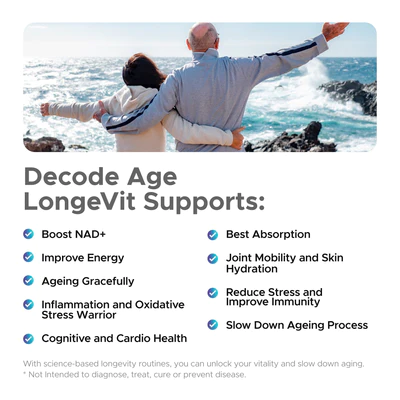 Decode Age
LongeVit Supports:
Boost NAD+
Improve Energy
Ageing Gracefully
Inflammation and Oxidative
Stress Warrior
Cognitive and Cardio Health
Best Absorption
Joint Mobility and Skin
Hydration
Reduce Stress and
Improve Immunity
Slow Down Ageing Process
With science-based longevity routines, you can unlock your vitality and slow down aging.
* Not Intended to diagnose, treat, cure or prevent disease.